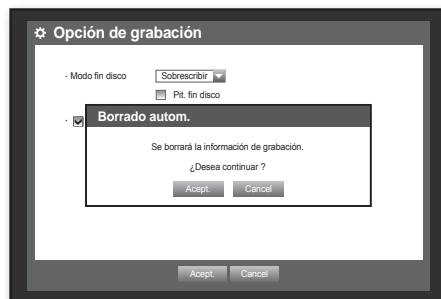 Opción de grabación
· Modo fin disco Sobrescribir
Pit. fin disco
·
Borrado autom.
Se borrará la información de grabación.
¿Desea continuar ?
Acept. Cancel
Acept. Cancel